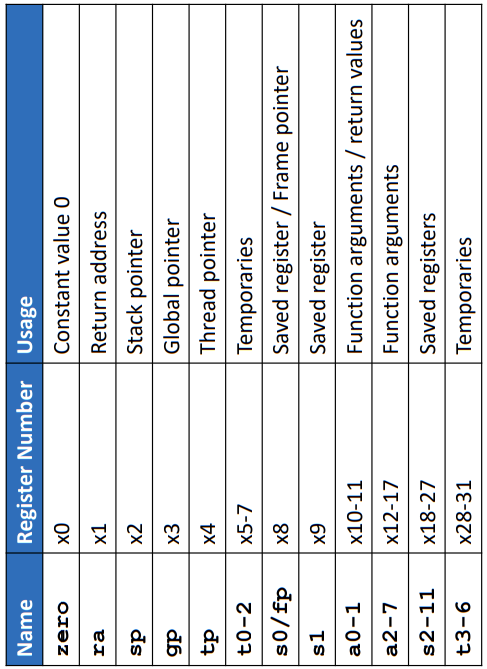 Name Register Number Usage
zero x0 Constant value 0
ra x1 Return address
sp x2 Stack pointer
gp x3 Global pointer
tp x4 Thread pointer
t0-2 x5-7 Temporaries
s0/fp x8 Saved register / Frame pointer
s1 x9 Saved register
a0-1 x10-11 Function arguments / return values
a2-7 x12-17 Function arguments
s2-11 x18-27 Saved registers
t3-6 x28-31 Temporaries